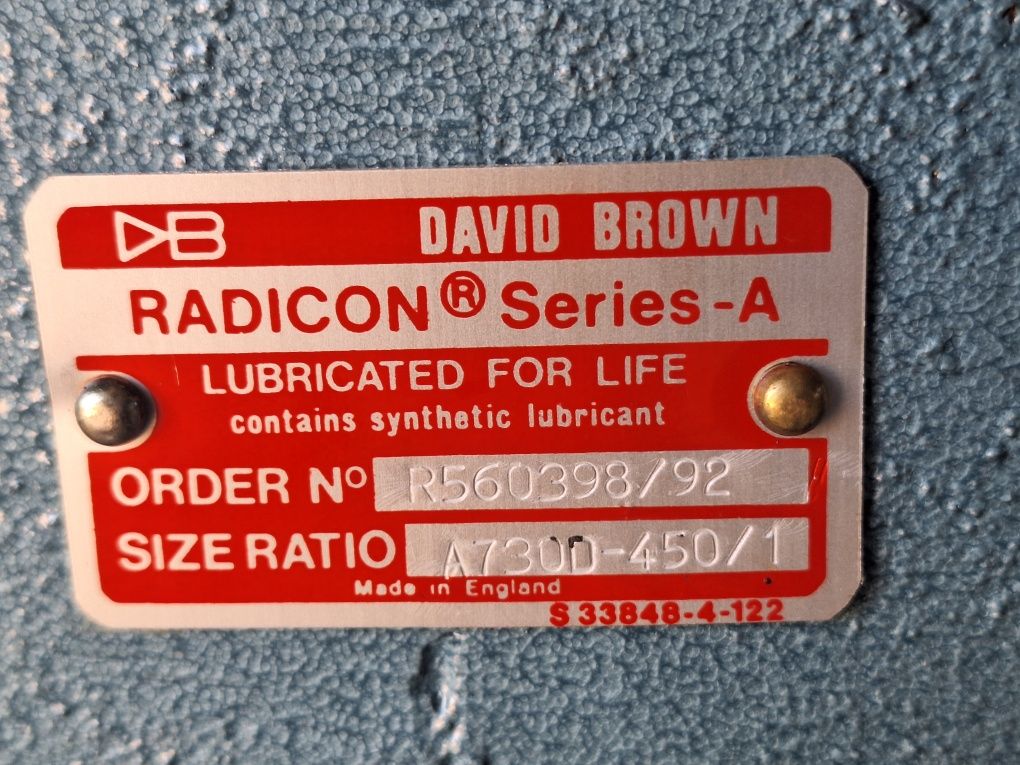 DB DAVID BROWN
RADICON® Series-A
LUBRICATED FOR LIFE
contains synthetic lubricant
ORDER Nº R560398/92
SIZE RATIO A730D-450/1
Made in England
S 33848-4-122